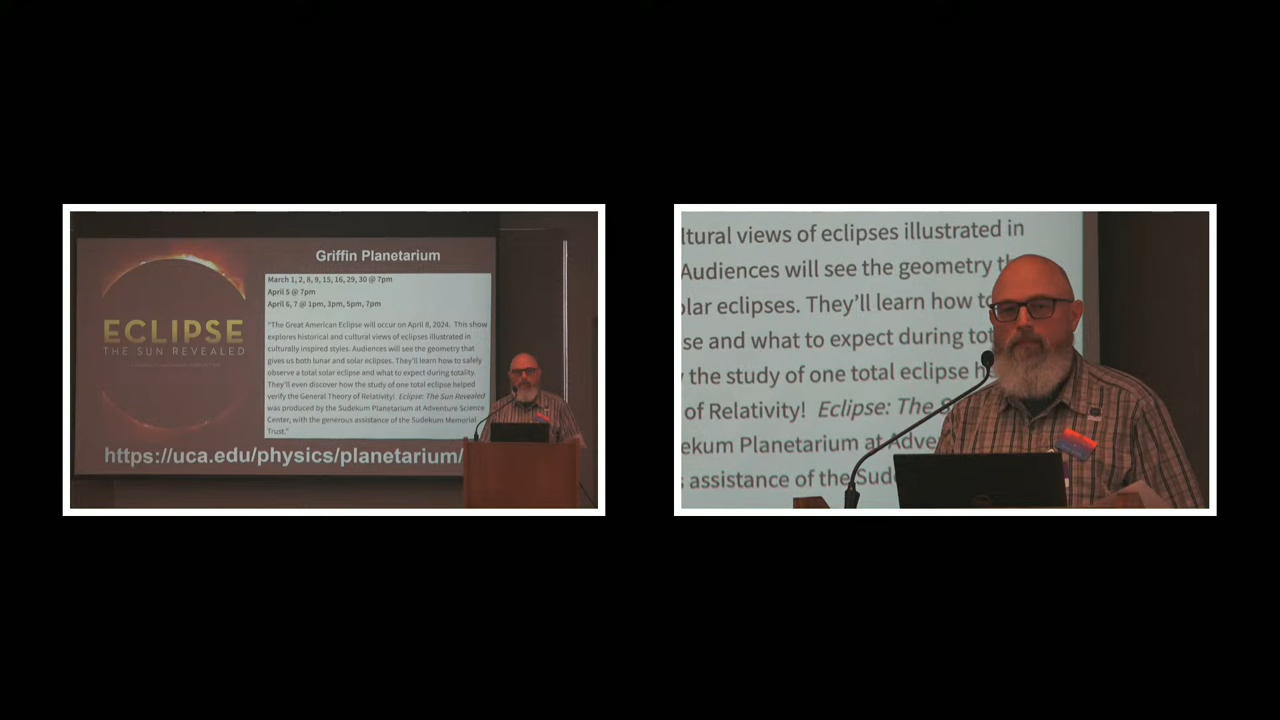 Griffin Planetarium
March 1, 2, 8, 9, 15, 16, 29, 30 @ 7pm
April 5 @ 7pm
April 6, 7 @ 1pm, 3pm, 5pm, 7pm
ECLIPSE
THE SUN REVEALED
"The Great American Eclipse will occur on April 8, 2024. This show
explores historical and cultural views of eclipses illustrated in
culturally inspired styles. Audiences will see the geometry that
gives us both lunar and solar eclipses. They'll learn how to safely
observe a total solar eclipse and what to expect during totality.
They'll even discover how the study of one total eclipse helped
verify the General Theory of Relativity! Eclipse: The Sun Revealed
was produced by the Sudekum Planetarium at Adventure Science
Center, with the generous assistance of the Sudekum Memorial
Trust."
https://uca.edu/physics/planetarium/
ltural views of eclipses illustrated in
Audiences will see the geometry th
olar eclipses. They'll learn how to
se and what to expect during tot
the study of one total eclipse h
of Relativity! Eclipse: The S
ekum Planetarium at Adve
assistance of the Sud